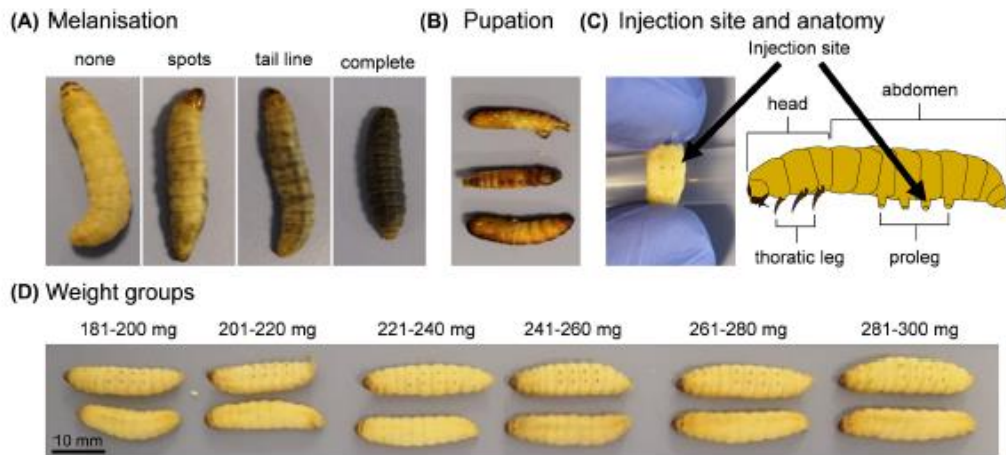 (A) Melanisation
none spots tail line complete
(B) Pupation
(C) Injection site and anatomy
Injection site
head abdomen
thoratic leg proleg
(D) Weight groups
181-200 mg 201-220 mg 221-240 mg 241-260 mg 261-280 mg 281-300 mg
10 mm